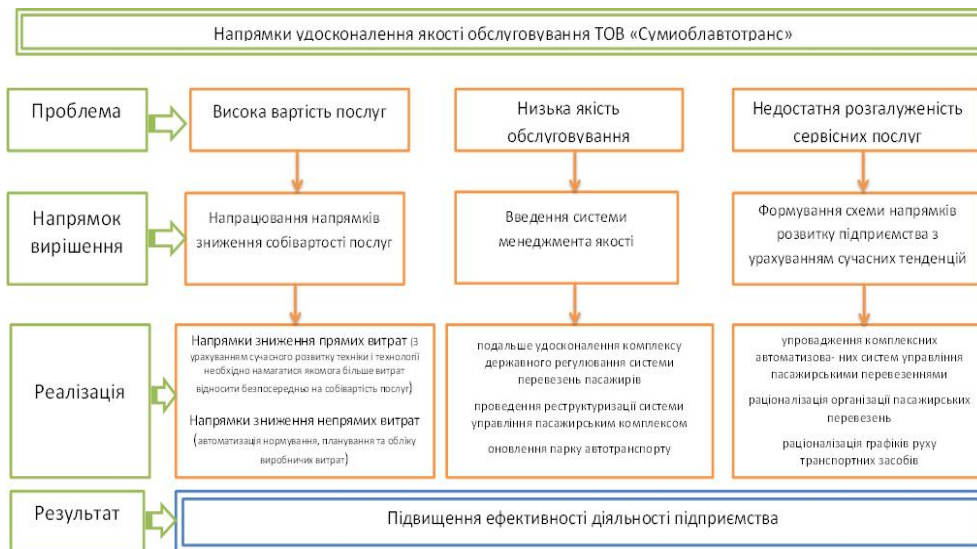 Напрямки удосконалення якості обслуговування ТОВ «Сумиоблавтотранс»
Проблема
Висока вартість послуг
Низька якість
обслуговування
Недостатня розгалуженість
сервісних послуг
Напрямок
вирішення
Напрацювання напрямків
зниження собівартості послуг
Введення системи
менеджмента якості
Формування схеми напрямків
розвитку підприємства з
урахуванням сучасних тенденцій
Реалізація
Напрямки зниження прямих витрат (З
урахуванням сучасного розвитку техніки і технології
необхідно намагатися якомога більше витрат
відносити безпосередньо на собівартість послуг)
Напрямки зниження непрямих витрат
(автоматизація нормування, планування та обліку
виробничих витрат)
подальше удосконалення комплексу
державного регулювання системи
перевезень пасажирів
проведення реструктуризації системи
управління пасажирським комплексом
оновлення парку автотранспорту
упровадження комплексних
автоматизова- них систем управління
пасажирськими перевезеннями
раціоналізація організації пасажирських
перевезень
раціоналізація графіків руху
транспортних засобів
Результат
Підвищення ефективності діяльності підприємства